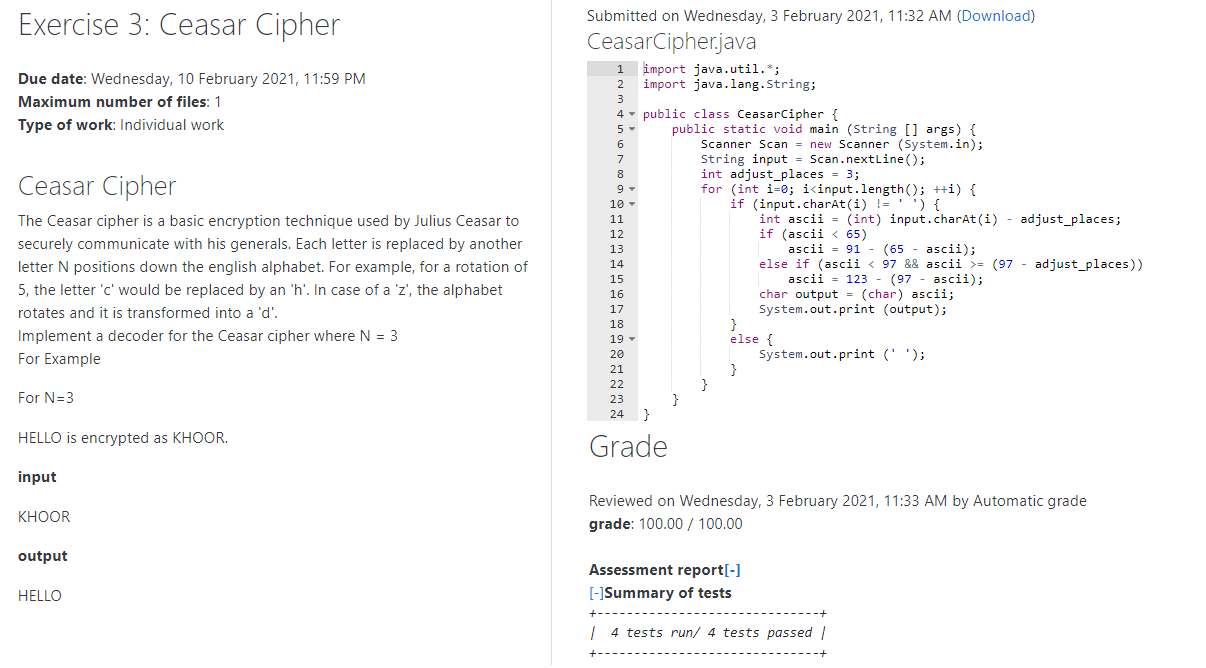 Exercise 3: Ceasar Cipher
Due date: Wednesday, 10 February 2021, 11:59 PM
Maximum number of files: 1
Type of work: Individual work
Ceasar Cipher
The Ceasar cipher is a basic encryption technique used by Julius Ceasar to
securely communicate with his generals. Each letter is replaced by another
letter N positions down the english alphabet. For example, for a rotation of
5, the letter 'c' would be replaced by an 'h'. In case of a 'z', the alphabet
rotates and it is transformed into a 'd'.
Implement a decoder for the Ceasar cipher where N = 3
For Example
For N=3
HELLO is encrypted as KHOOR.
input
KHOOR
output
HELLO
Submitted on Wednesday, 3 February 2021, 11:32 AM (Download)
CeasarCipher.java
1 import java.util.*;
2 import java.lang.String;
3
4 public class CeasarCipher {
5 public static void main (String [] args) {
6 Scanner Scan = new Scanner (System.in);
7 String input = Scan.nextLine();
8 int adjust_places = 3;
9 for (int i=0; i<input.length(); ++i) {
10 if (input.charAt(i) != ' ') {
11 int ascii = (int) input.charAt(i) - adjust_places;
12 if (ascii < 65)
13 ascii = 91 - (65 - ascii);
14 else if (ascii < 97 && ascii >= (97 - adjust_places))
15 ascii = 123 - (97 - ascii);
16 char output = (char) ascii;
17 System.out.print (output);
18 }
19 else {
20 System.out.print (' ');
21 }
22 }
23 }
24 }
Grade
Reviewed on Wednesday, 3 February 2021, 11:33 AM by Automatic grade
grade: 100.00 / 100.00
Assessment report[-]
[-]Summary of tests
+------------------------------+
| 4 tests run/ 4 tests passed |
+------------------------------+